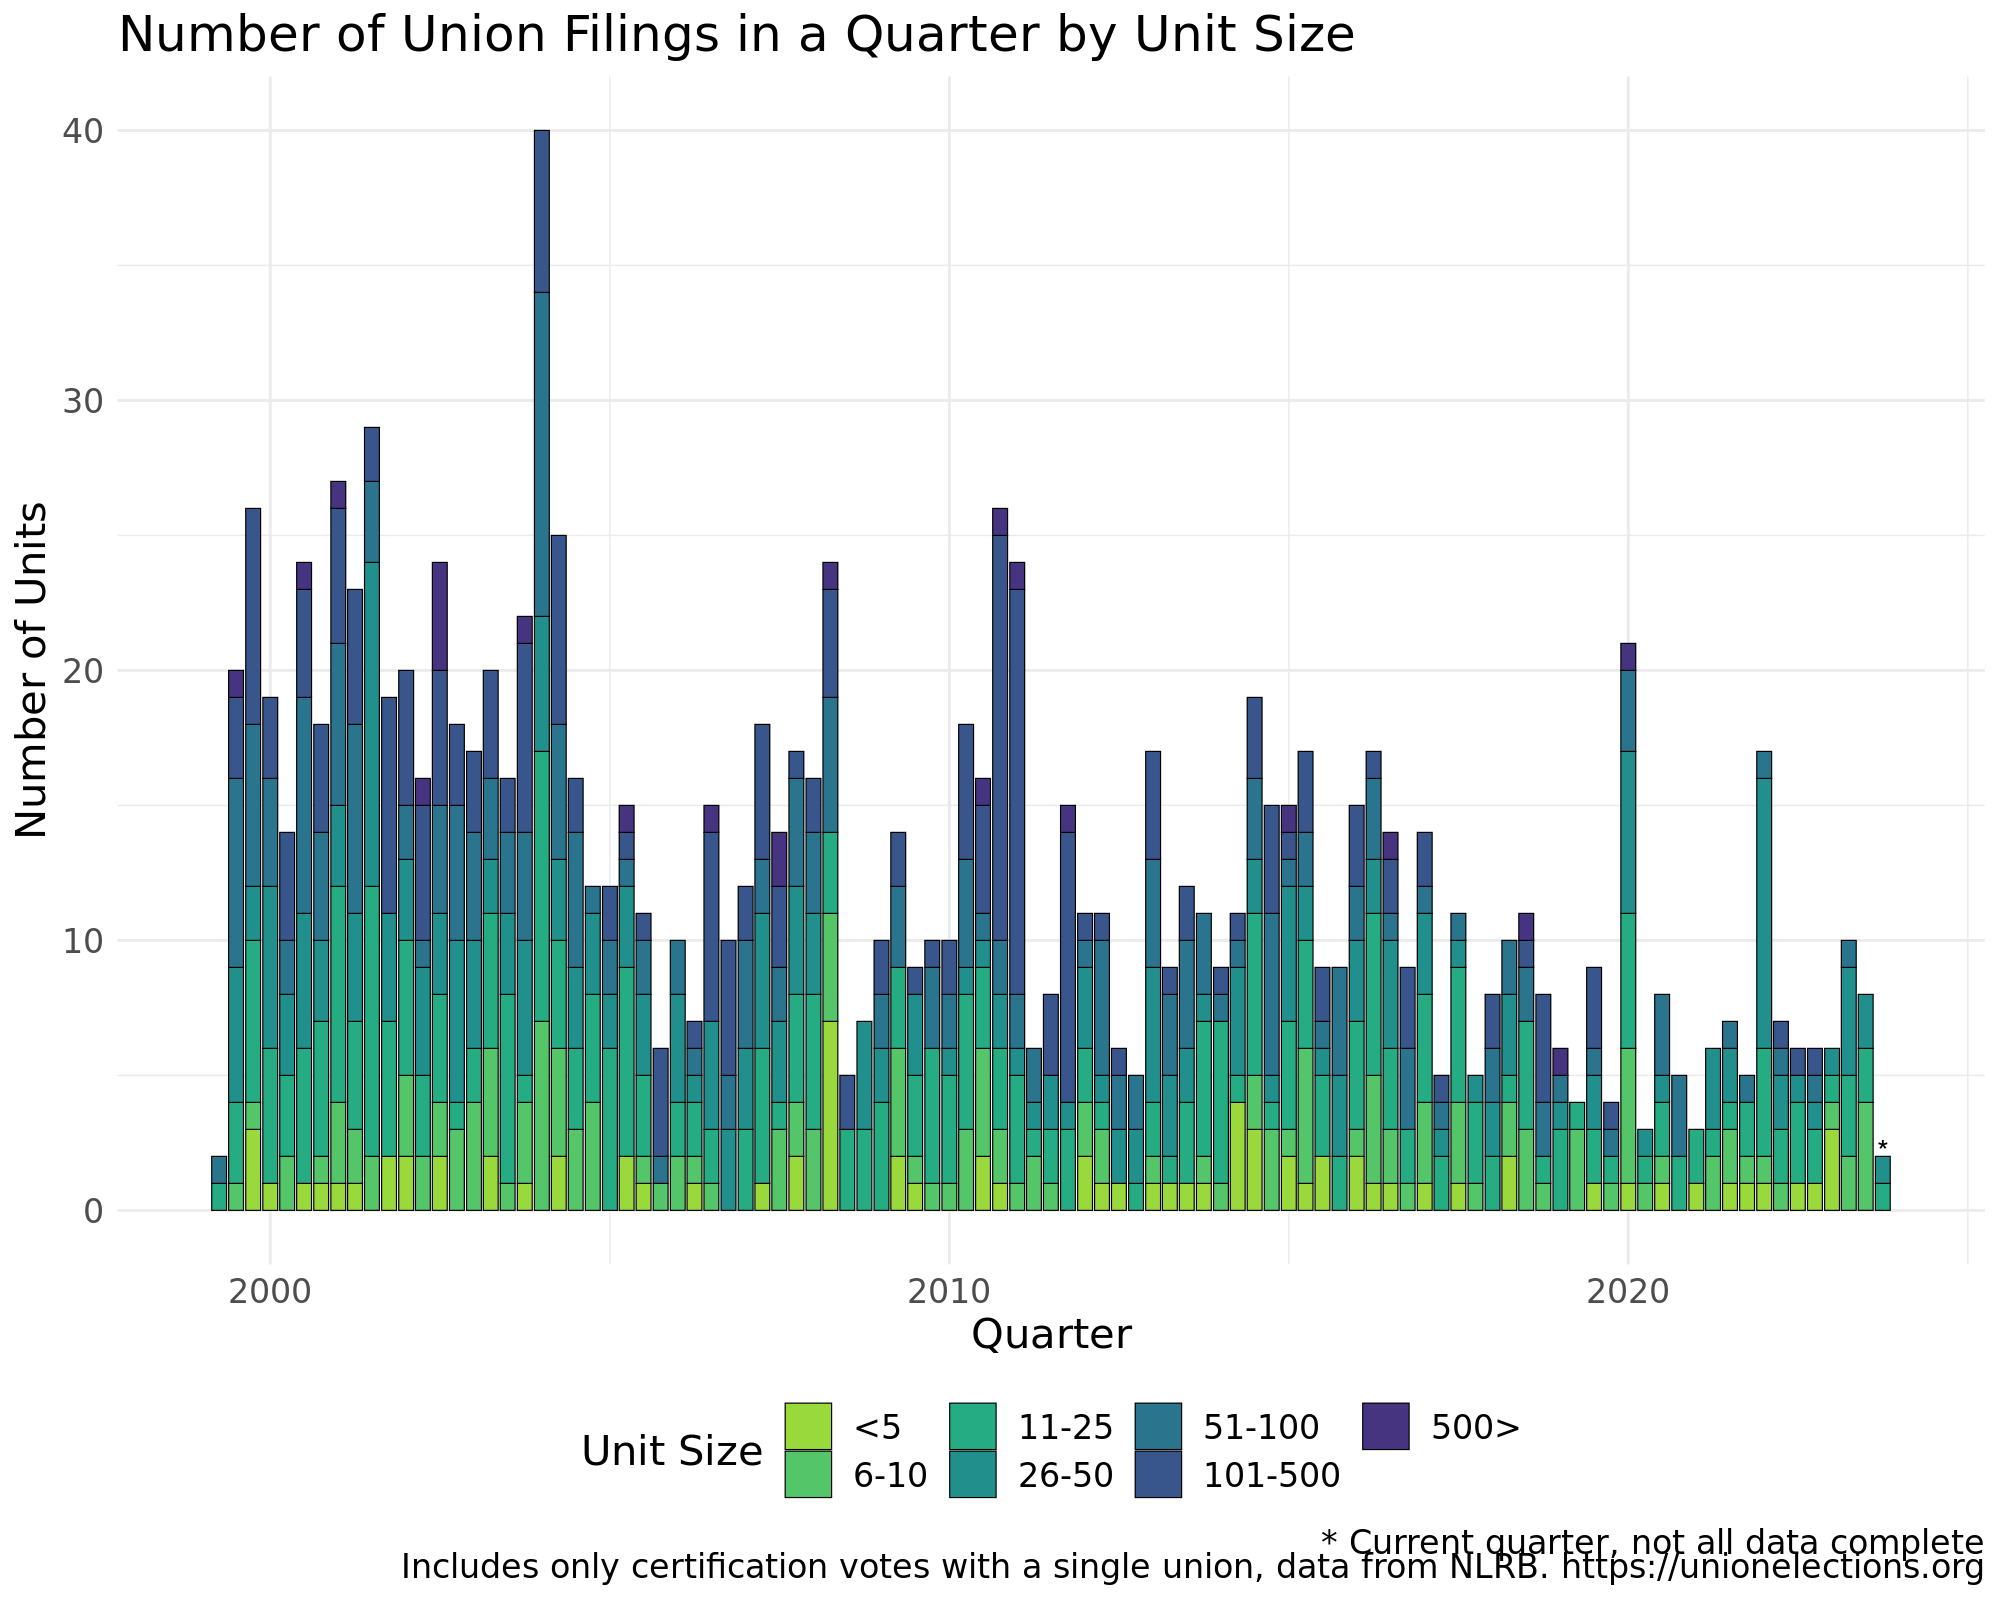 Number of Union Filings in a Quarter by Unit Size
Number of Units
40
30
20
10
0
*
2000 2010 2020
Quarter
Unit Size
<5 11-25 51-100 500>
6-10 26-50 101-500
* Current quarter, not all data complete
Includes only certification votes with a single union, data from NLRB. https://unionelections.org